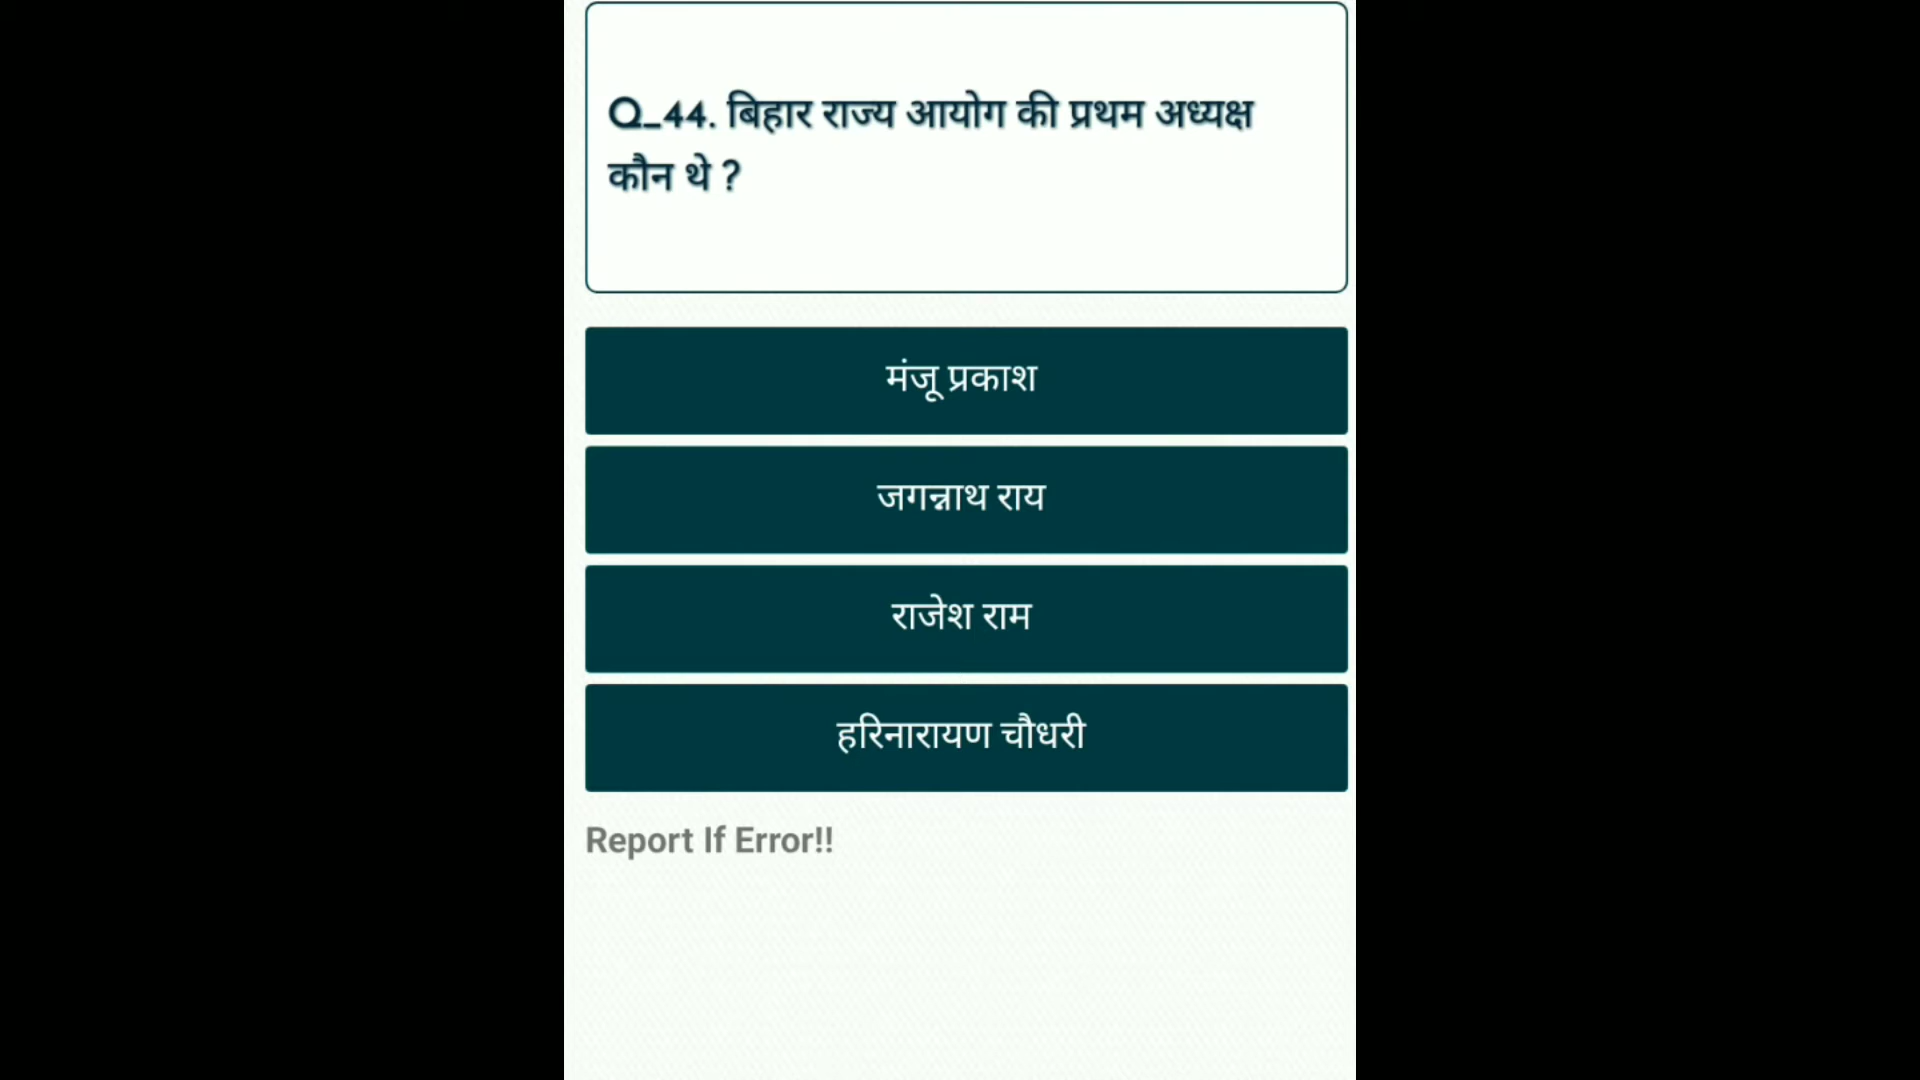 Q_44. बिहार राज्य आयोग की प्रथम अध्यक्ष
कौन थे ?
मंजू प्रकाश
जगन्नाथ राय
राजेश राम
हरिनारायण चौधरी
Report If Error!!